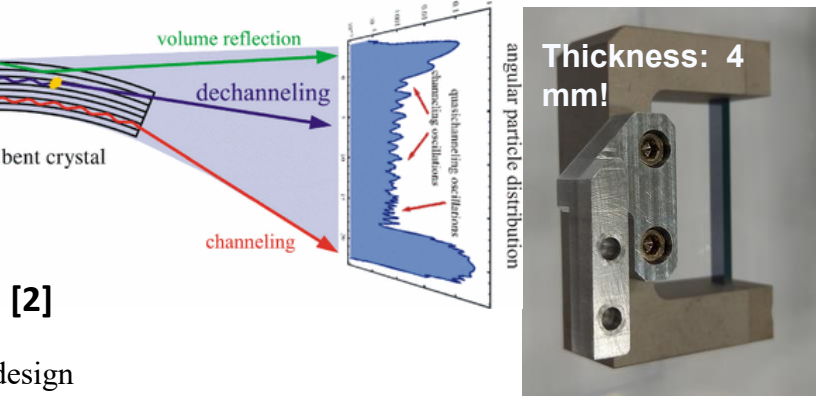 volume reflection
dechanneling
bent crystal
channeling
[2]
design
channeling oscillations
quasichanneling oscillations
angular particle distribution
Thickness: 4
mm!